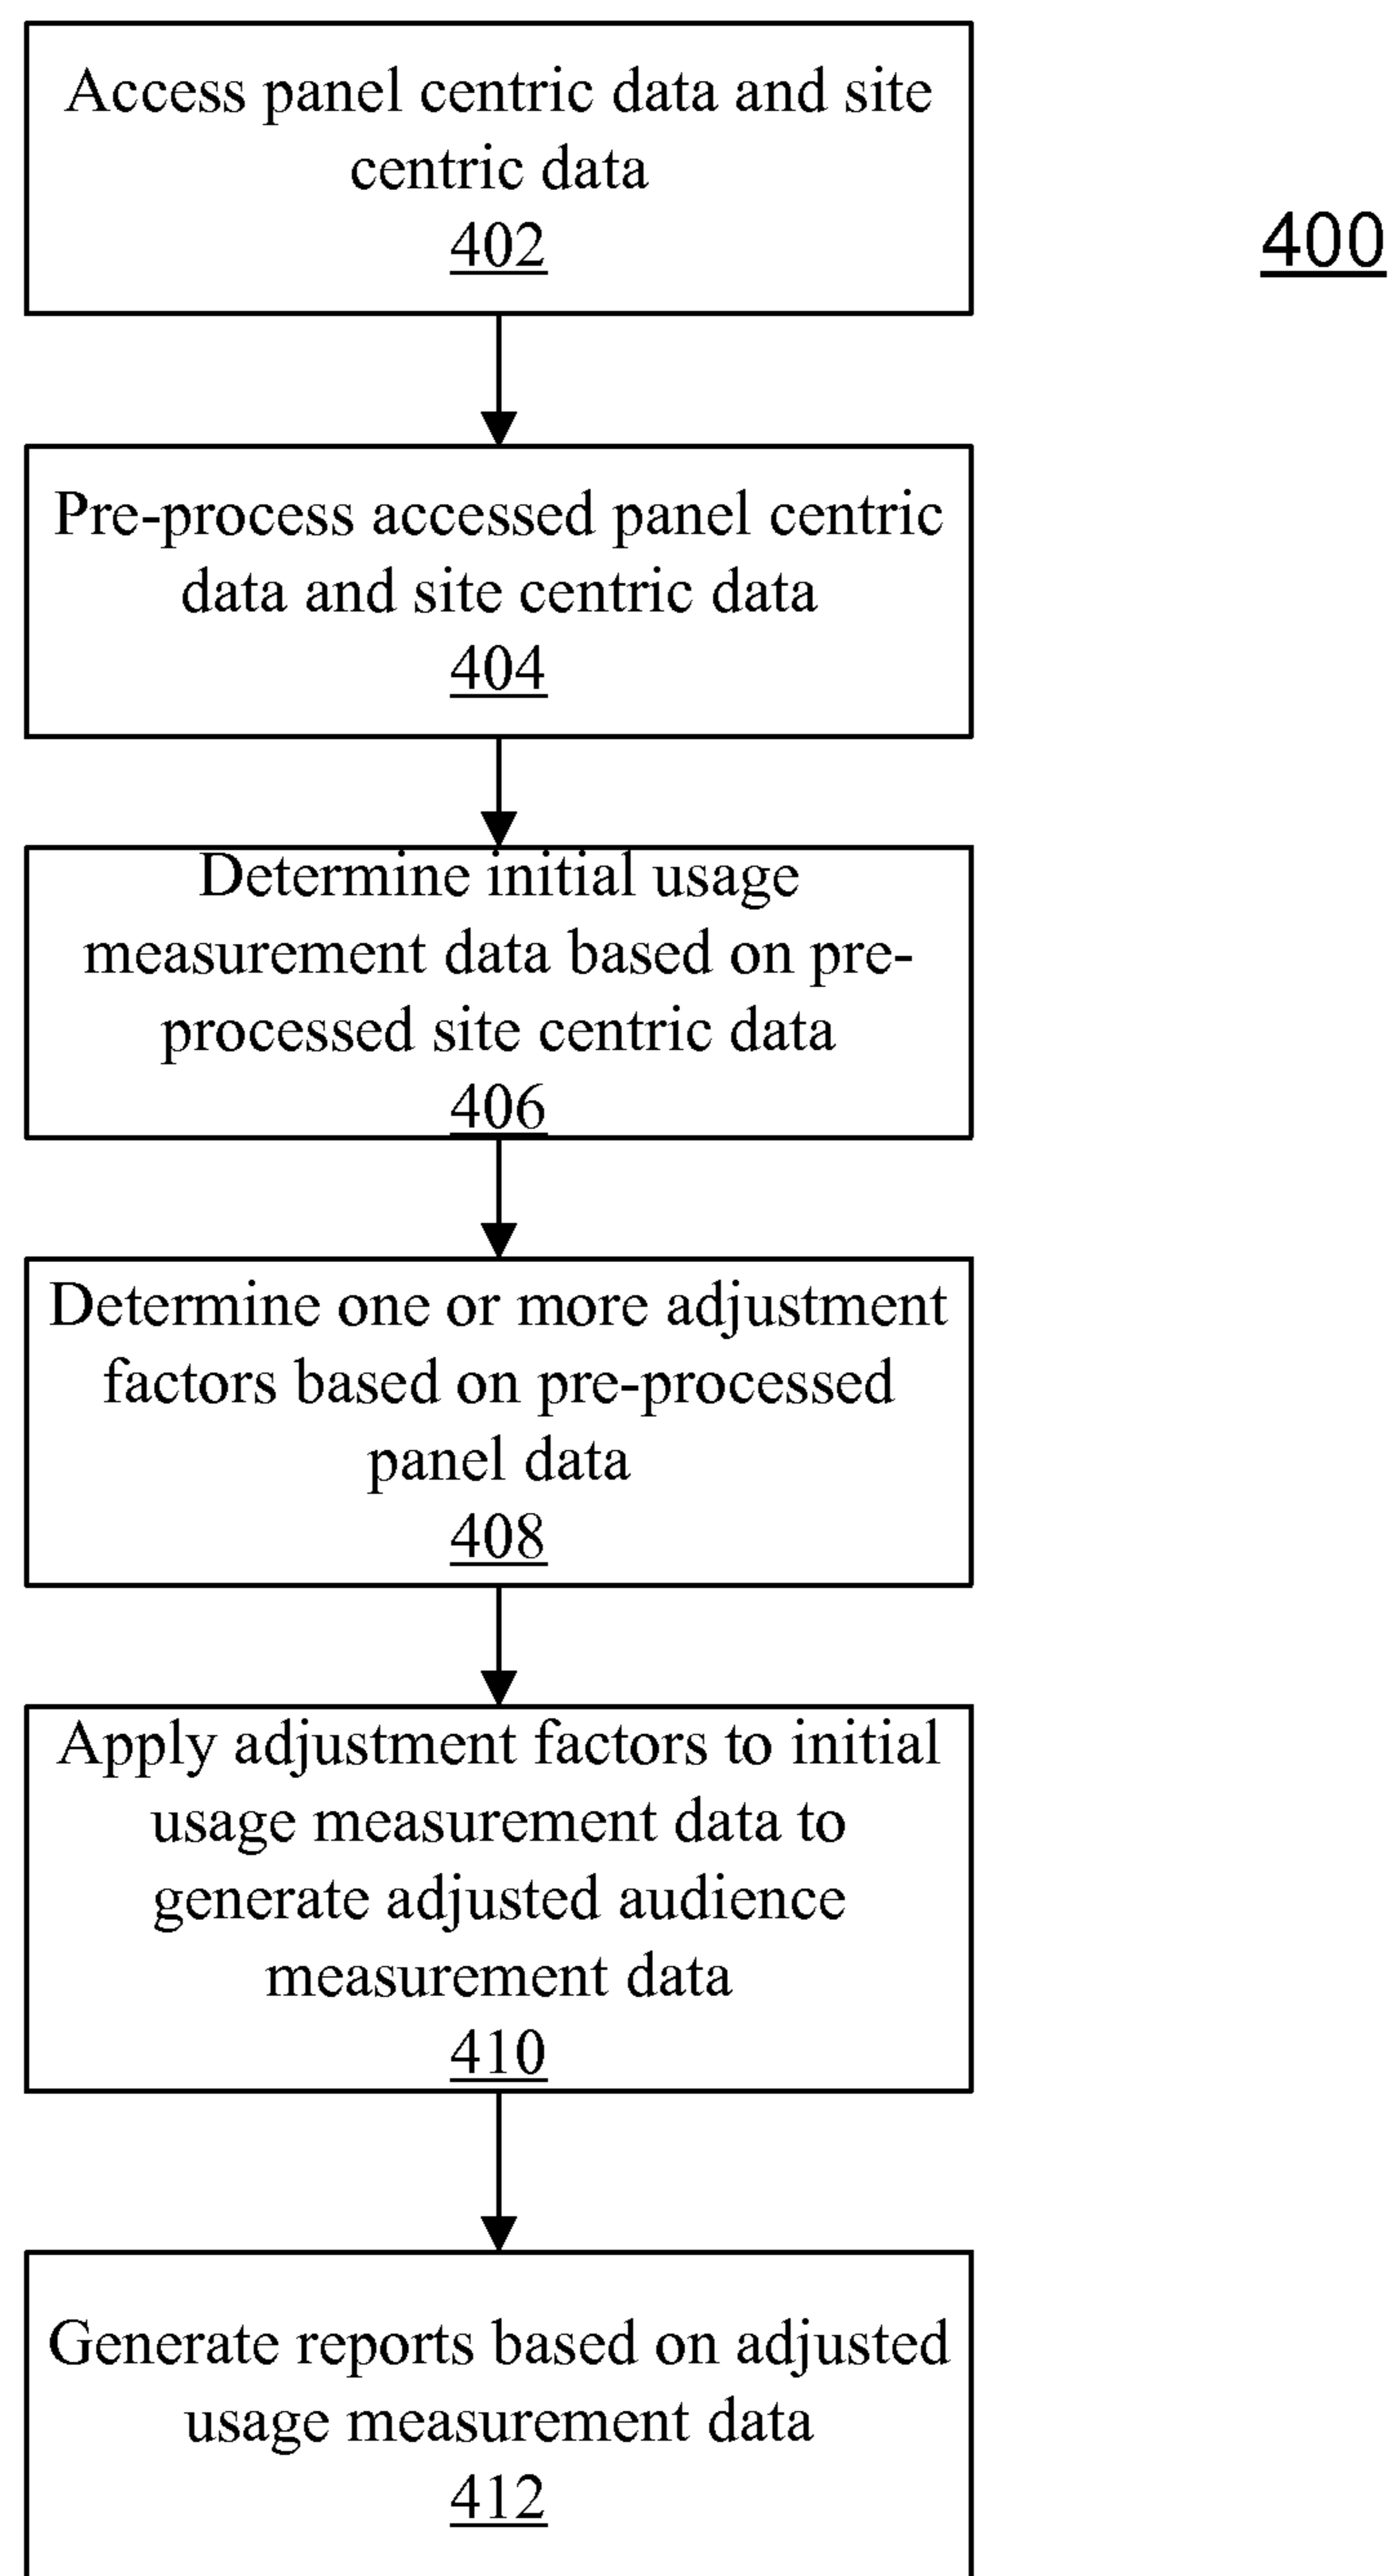 Access panel centric data and site
centric data
402
400
Pre-process accessed panel centric
data and site centric data
404
Determine initial usage
measurement data based on pre-
processed site centric data
406
Determine one or more adjustment
factors based on pre-processed
panel data
408
Apply adjustment factors to initial
usage measurement data to
generate adjusted audience
measurement data
410
Generate reports based on adjusted
usage measurement data
412